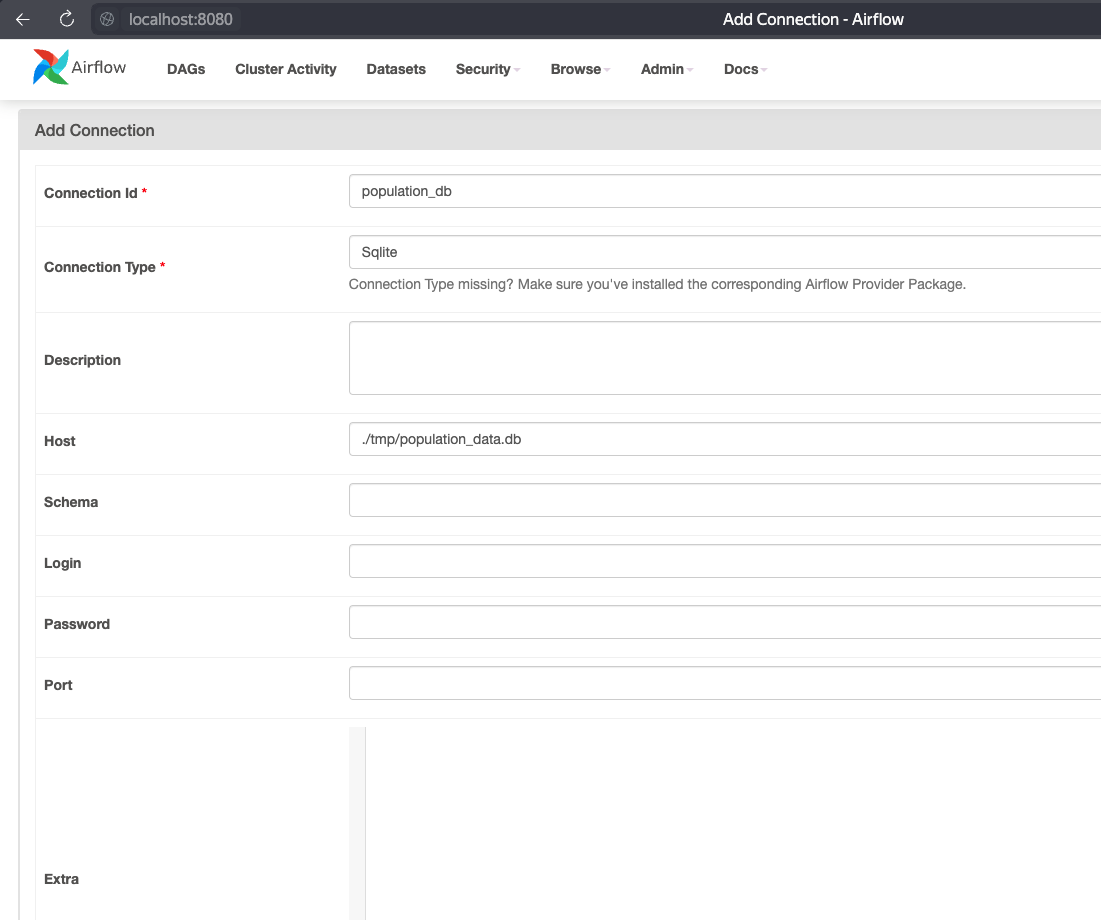 localhost:8080
Add Connection - Airflow
Airflow DAGs Cluster Activity Datasets Security Browse Admin Docs
Add Connection
Connection Id * population_db
Connection Type * Sqlite
Connection Type missing? Make sure you've installed the corresponding Airflow Provider Package.
Description
Host ./tmp/population_data.db
Schema
Login
Password
Port
Extra